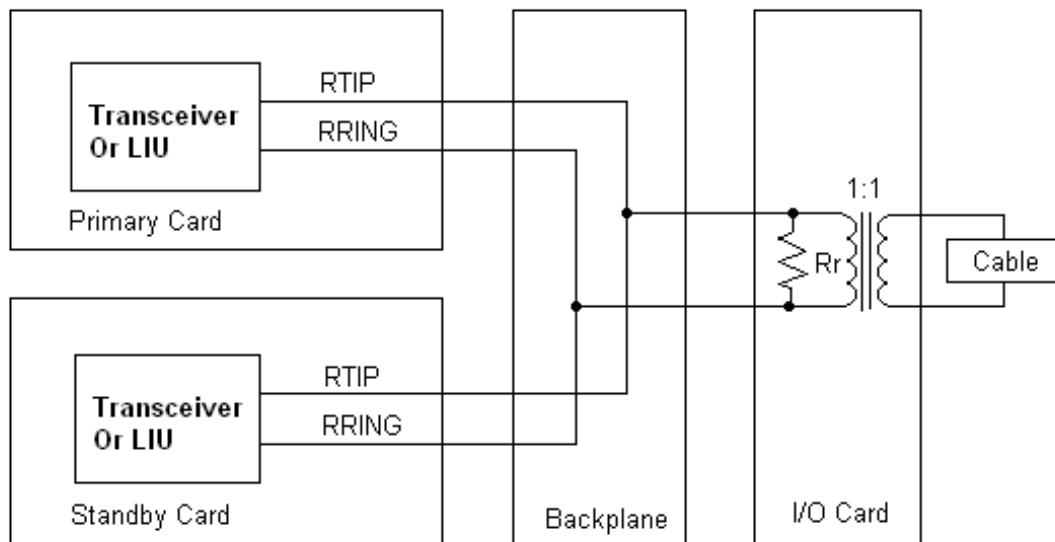 RTIP
Transceiver
Or LIU
RRING
Primary Card
1:1
Rr
Cable
RTIP
Transceiver
Or LIU
RRING
Standby Card
Backplane
I/O Card